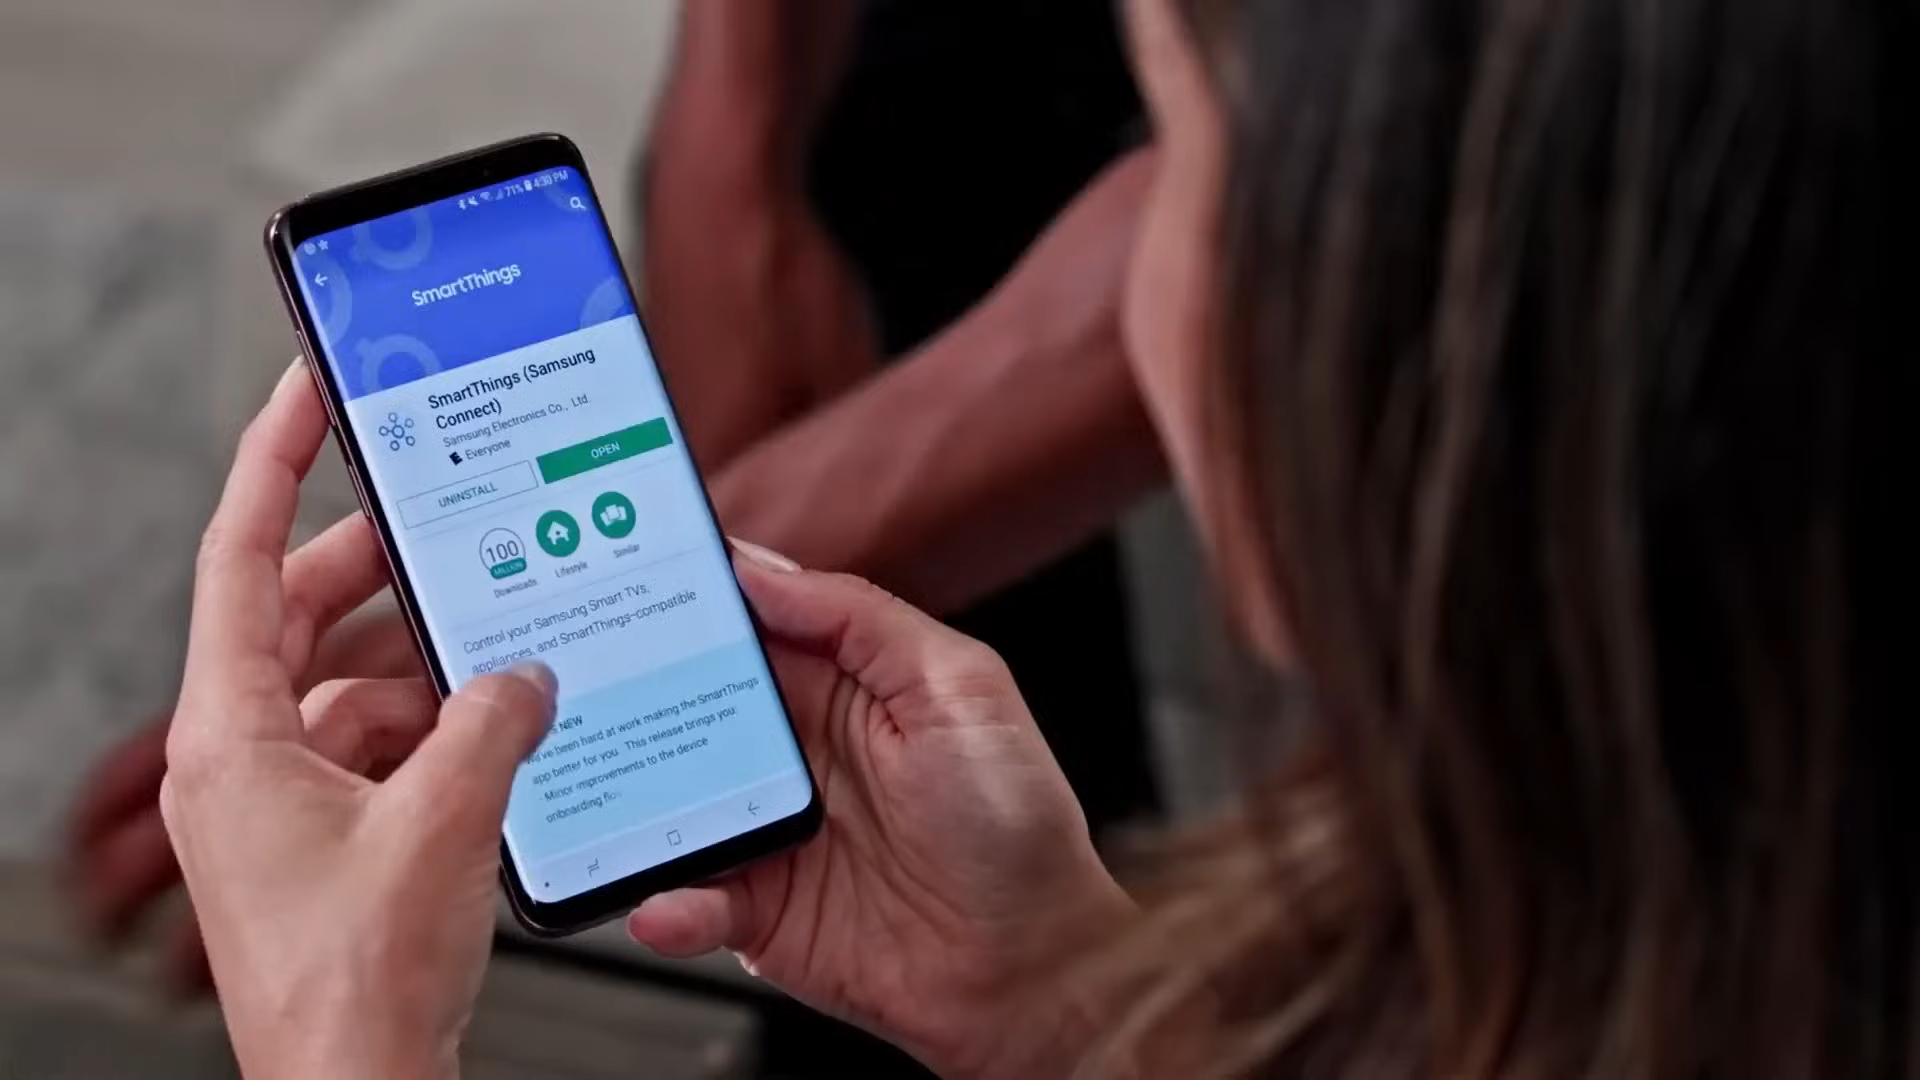 71% 4:30 PM
SmartThings
SmartThings (Samsung
Connect)
Samsung Electronics Co., Ltd.
Everyone
UNINSTALL
OPEN
100
MILLION
Downloads
Lifestyle
Similar
Control your Samsung Smart TVs,
appliances, and SmartThings-compatible
NEW
We've been hard at work making the SmartThings
app better for you. This release brings you:
- Minor improvements to the device
onboarding